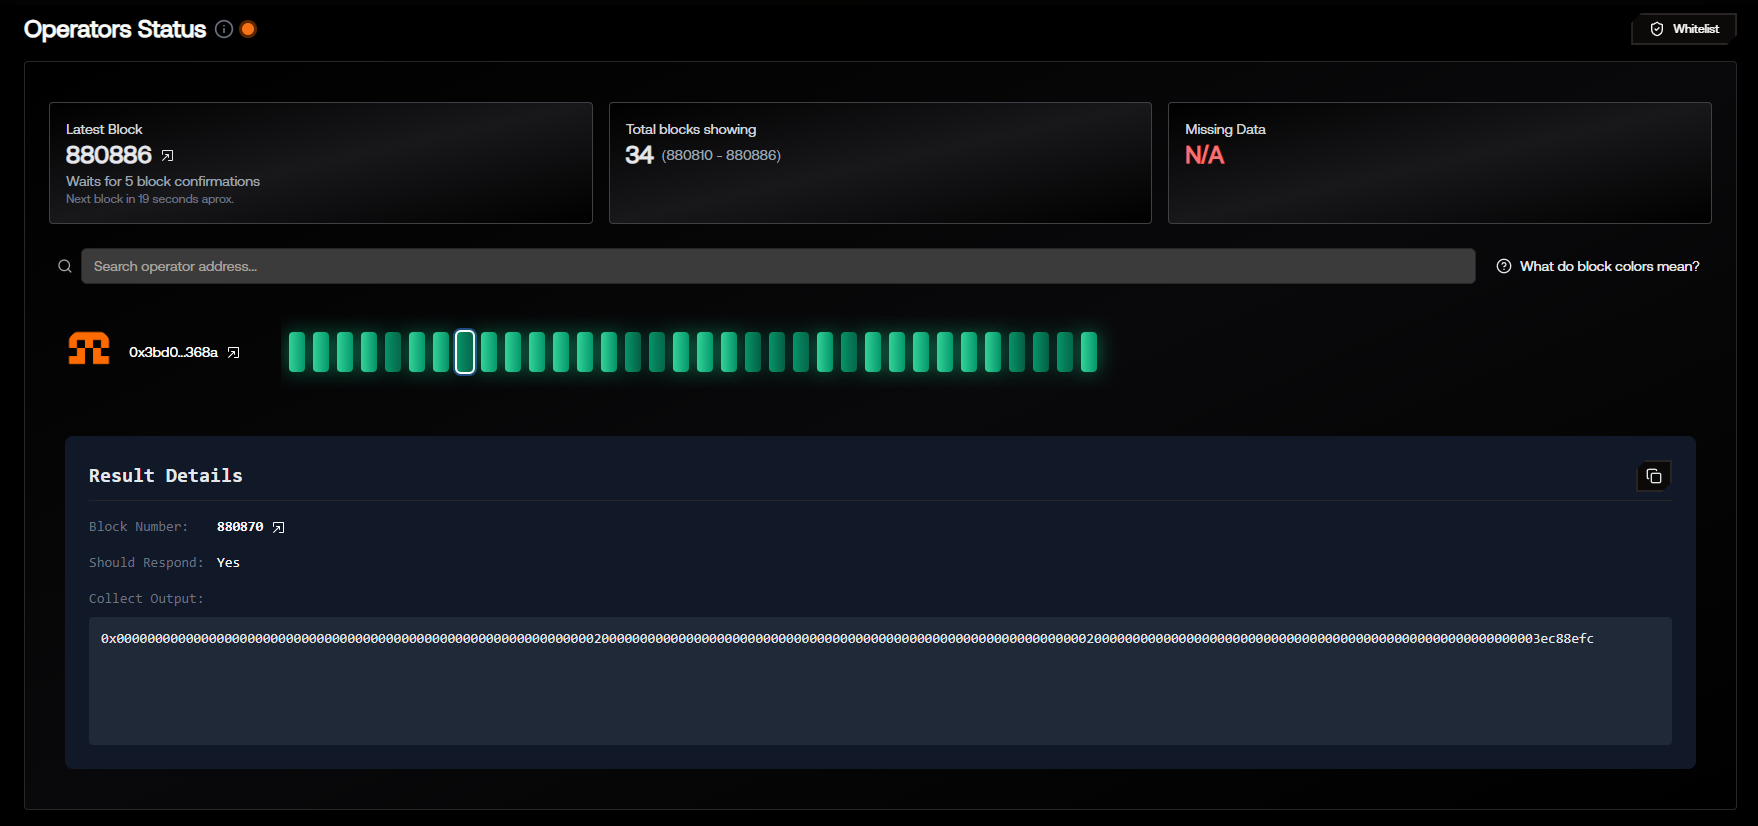 Operators Status
Whitelist
Latest Block
880886
Waits for 5 block confirmations
Next block in 19 seconds aprox.
Total blocks showing
34 (880810 - 880886)
Missing Data
N/A
Search operator address...
What do block colors mean?
0x3bd0...368a
Result Details
Block Number: 880870
Should Respond: Yes
Collect Output:
0x00000000000000000000000000000000000000000000000000000000000000200000000000000000000000000000000000000000000000000000000000000020000000000000000000000000000000000000000000000000000000003ec88efc